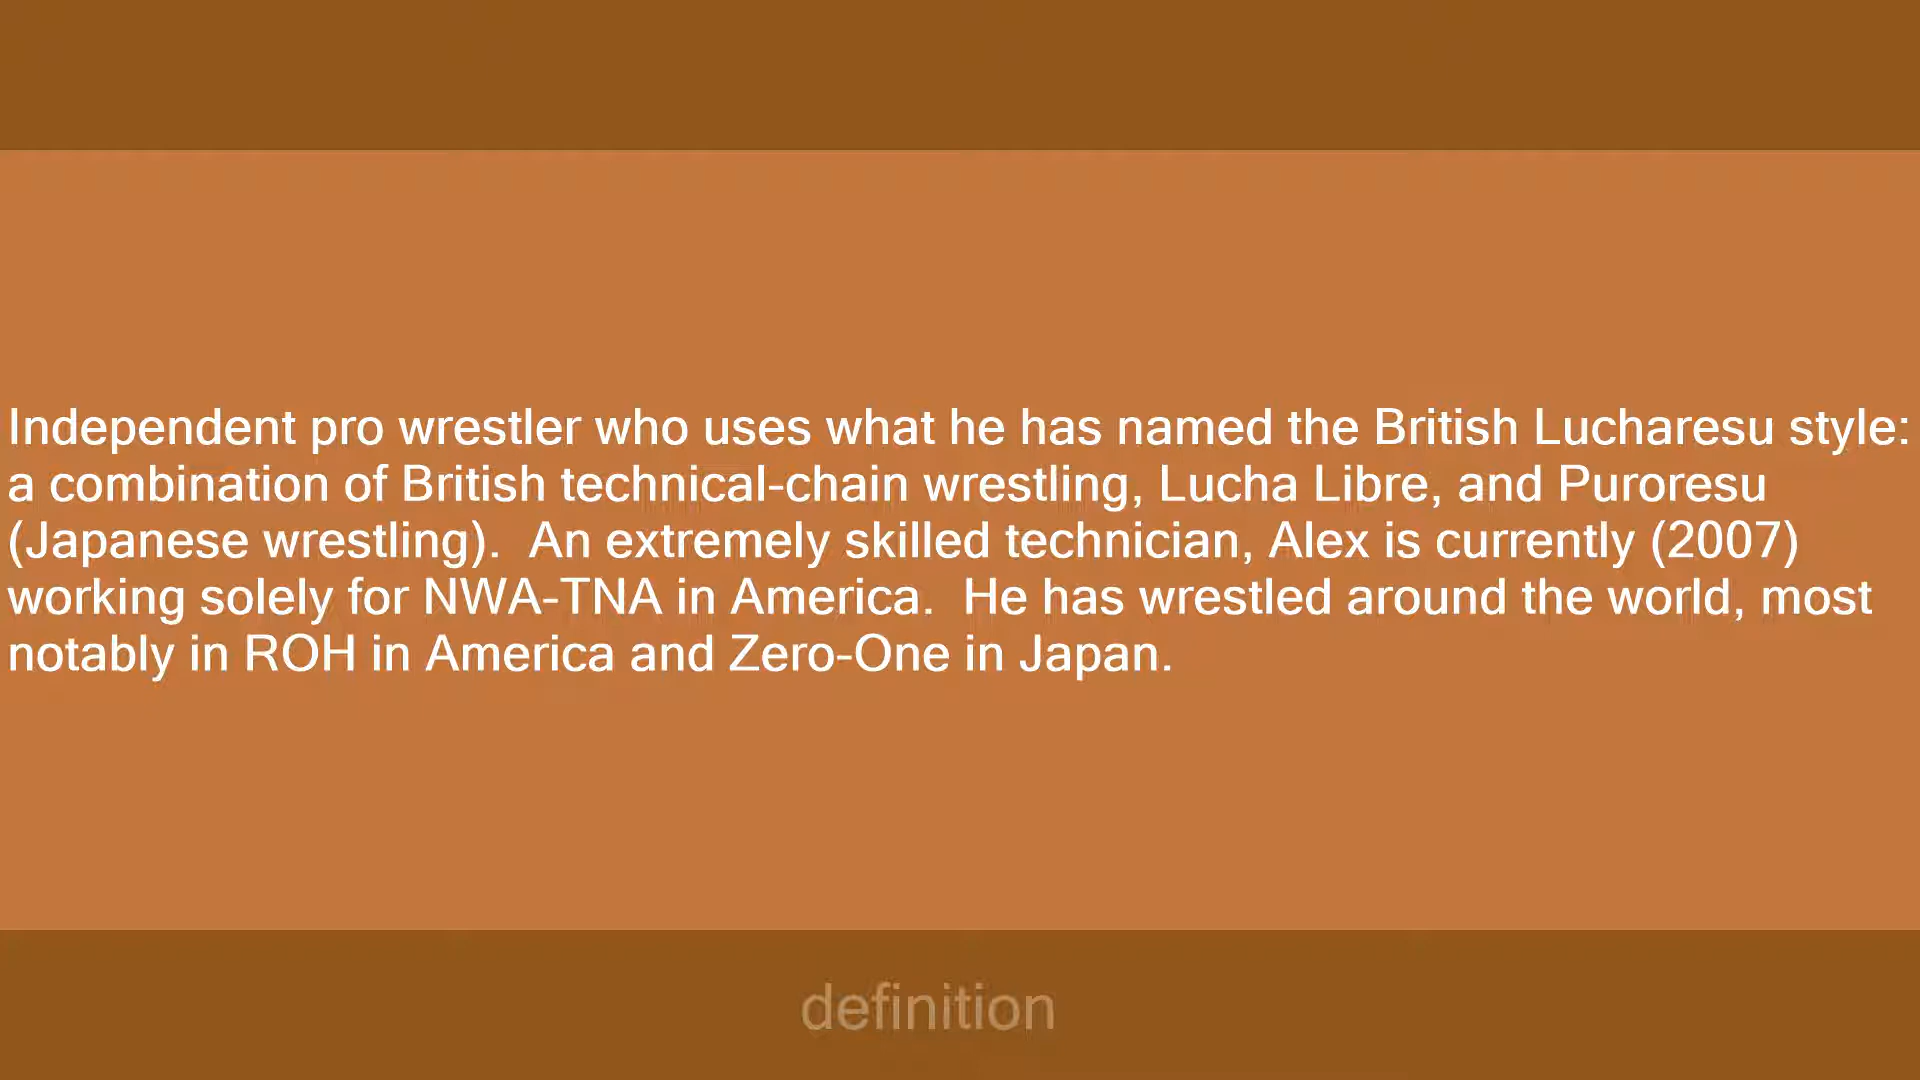 Independent pro wrestler who uses what he has named the British Lucharesu style:
a combination of British technical-chain wrestling, Lucha Libre, and Puroresu
(Japanese wrestling).  An extremely skilled technician, Alex is currently (2007)
working solely for NWA-TNA in America.  He has wrestled around the world, most
notably in ROH in America and Zero-One in Japan.
definition